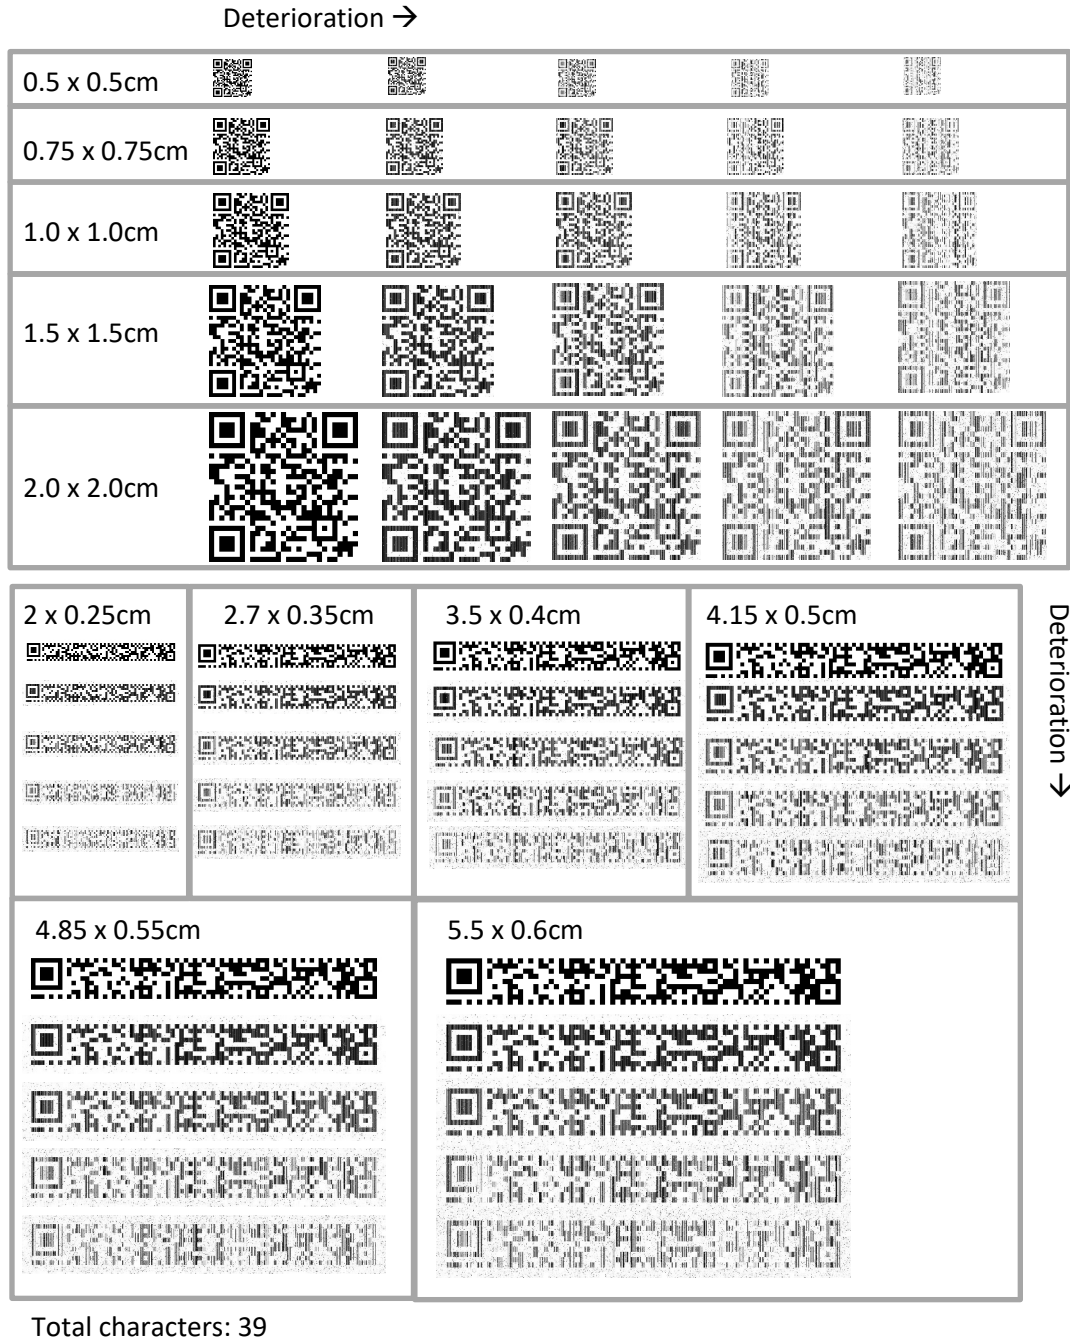 Deterioration →
0.5 x 0.5cm
0.75 x 0.75cm
1.0 x 1.0cm
1.5 x 1.5cm
2.0 x 2.0cm
2 x 0.25cm
2.7 x 0.35cm
3.5 x 0.4cm
4.15 x 0.5cm
Deterioration →
4.85 x 0.55cm
5.5 x 0.6cm
Total characters: 39